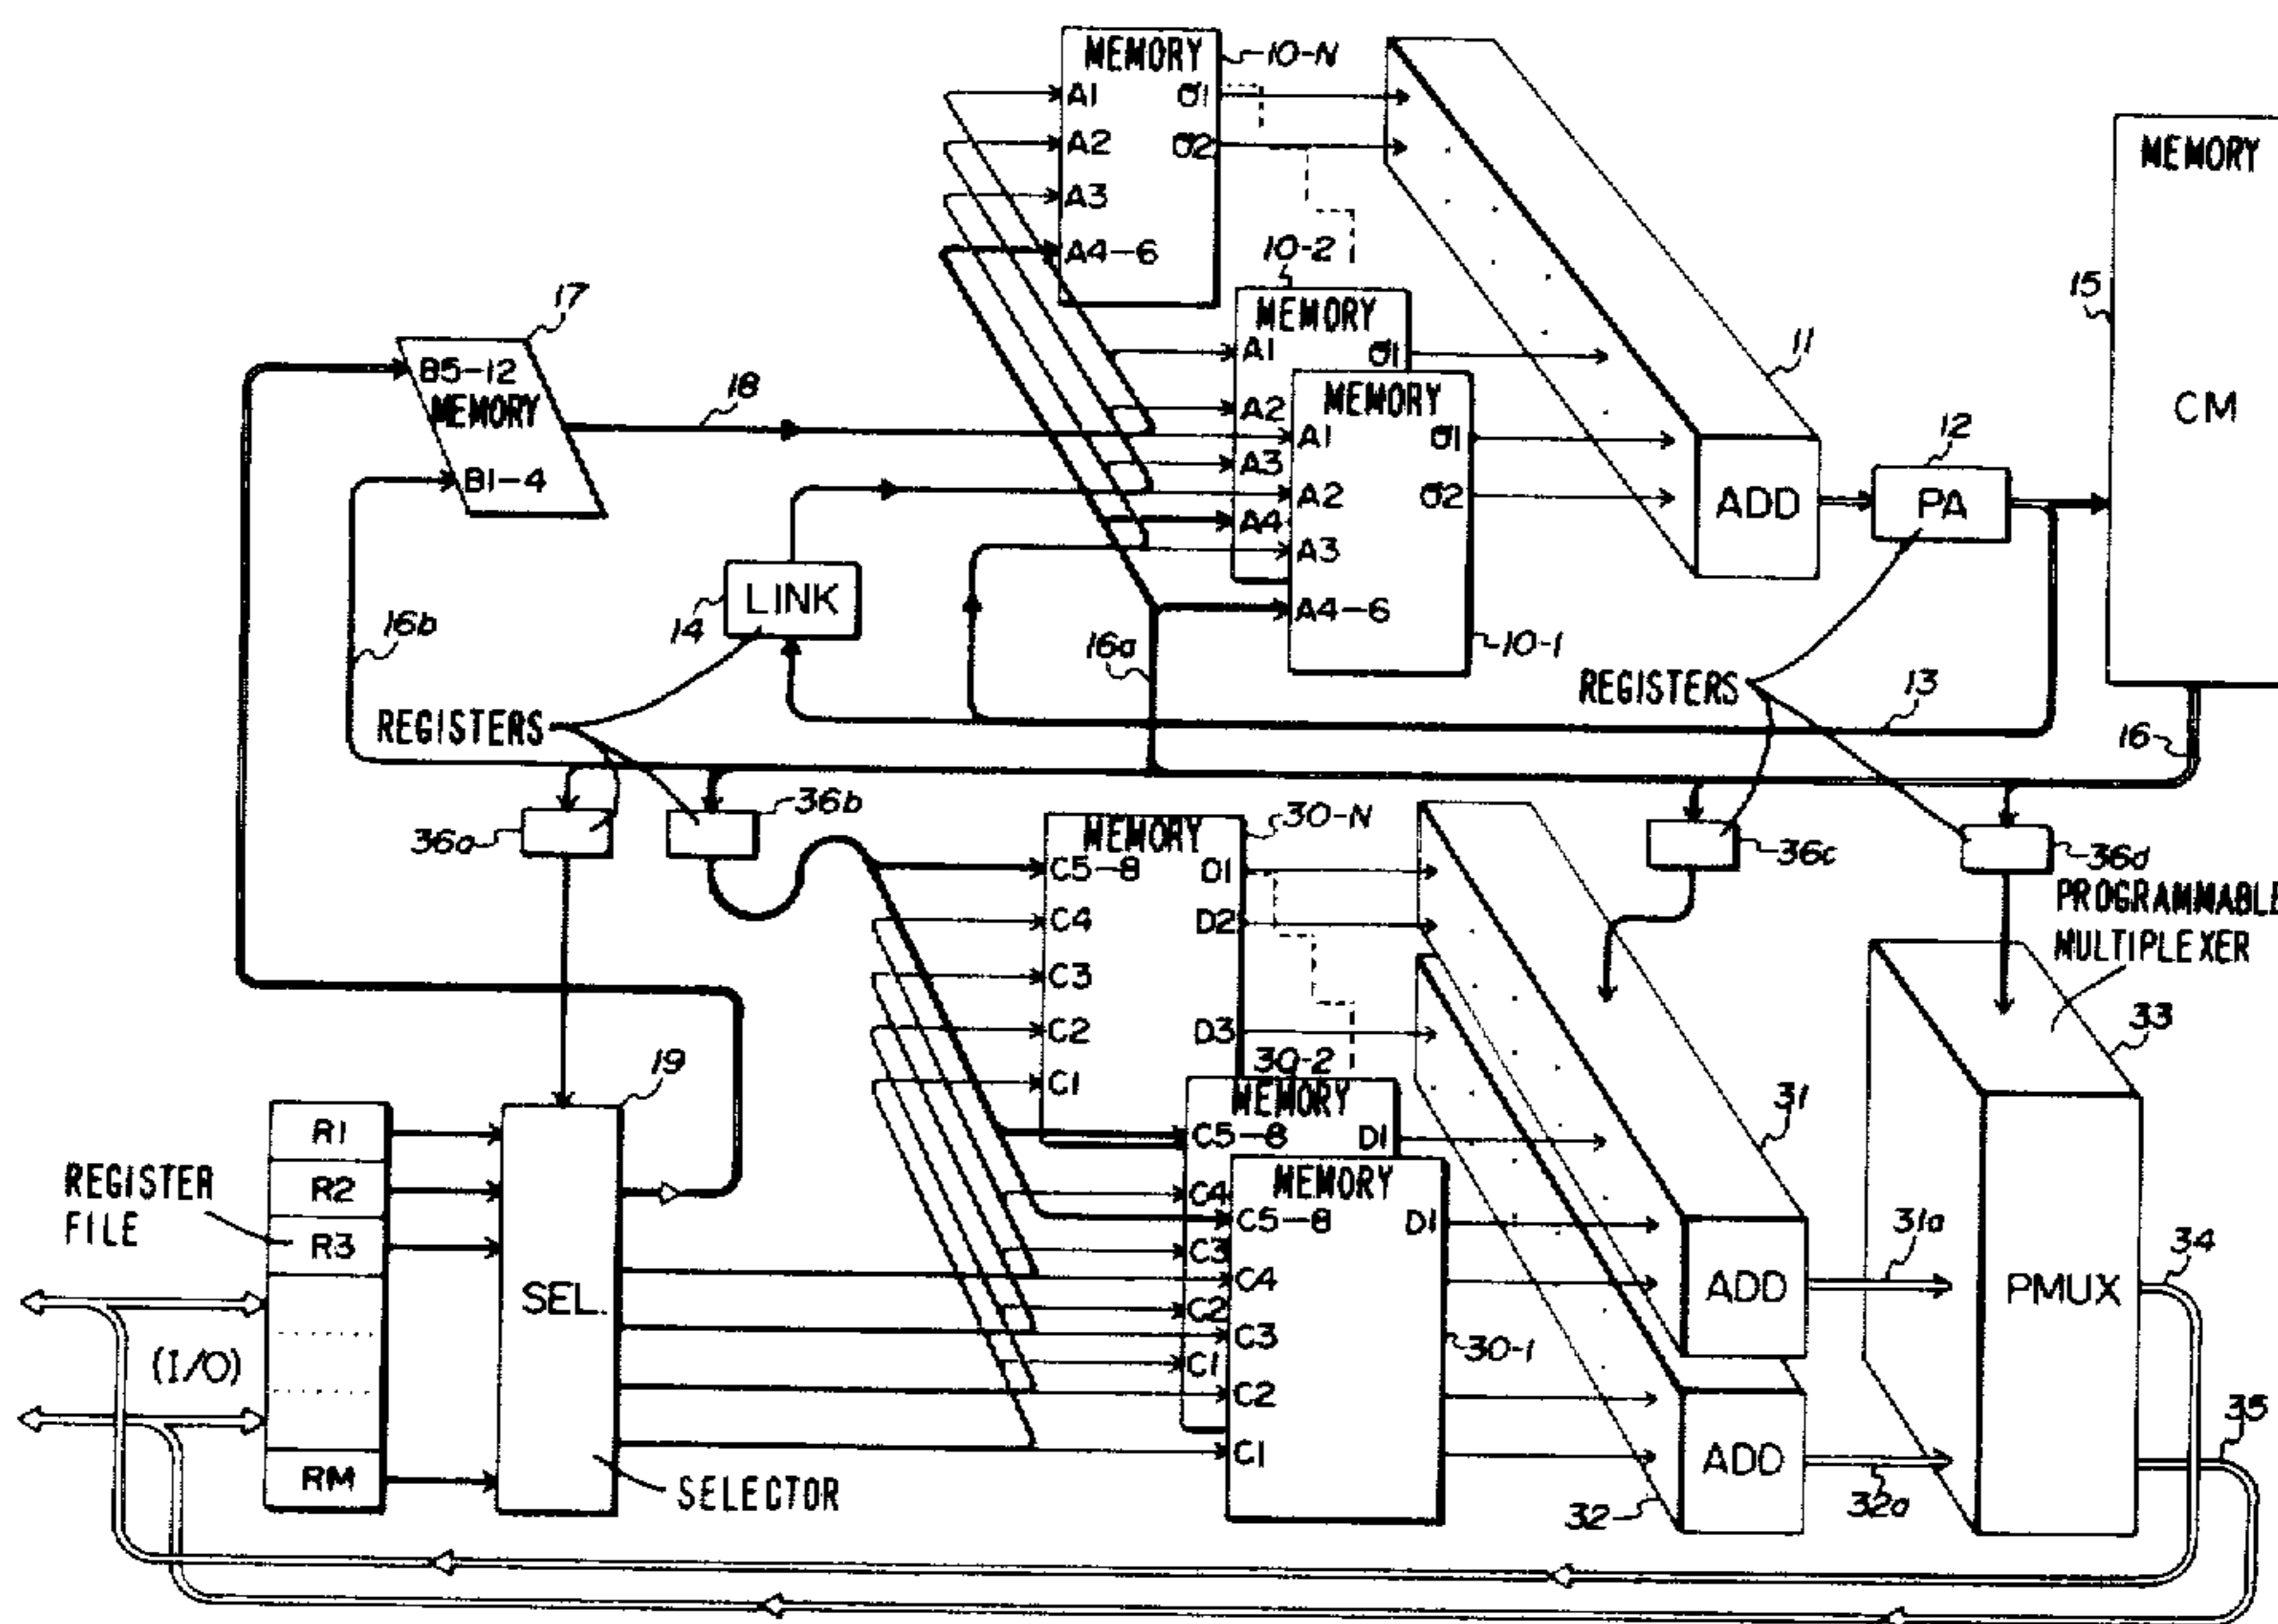 MEMORY
10-N
A1
O1
A2
O2
A3
A4-6
MEMORY
15
CM
10-2
MEMORY
A1
O1
A2
A3
A4
MEMORY
A1
O1
A2
O2
A3
A4-6
10-1
11
ADD
12
PA
17
B5-12
MEMORY
B1-4
18
LINK
14
16b
16a
REGISTERS
REGISTERS
13
16
36a
36b
36c
36d
PROGRAMMABLE
MULTIPLEXER
33
30-N
MEMORY
C5-8
D1
C4
D2
C3
C2
D3
C1
30-2
MEMORY
C5-8
D1
C4
C3
C2
C1
MEMORY
C5-8
D1
C4
C3
C2
C1
30-1
31
ADD
31a
ADD
32
32a
PMUX
34
35
19
R1
R2
R3
RM
REGISTER
FILE
SEL.
SELECTOR
(I/O)